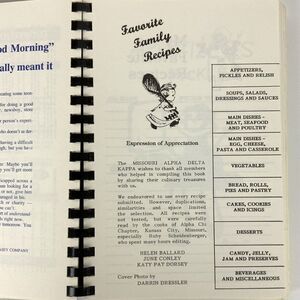 od Morning"
ally meant it
Favorite
Family
Recipes
Expression of Appreciation
The MISSOURI ALPHA DELTA
KAPPA wishes to thank all members
who helped in compiling this book
by sharing their culinary treasures
with us.
We endeavored to use every recipe
submitted. However, duplications,
similarities and space limited
the selection. All recipes were
tested, but were carefully
read by the cooks of Alpha Chi
Chapter, Kansas City, Missouri,
especially Ruby Schnakenberger,
who spent many hours editing.
HELEN BALLARD
JUNE CONLEY
KATY PAT DORSEY
Cover Photo by
DARRIN DRESSLER
APPETIZERS,
PICKLES AND RELISH
SOUPS, SALADS,
DRESSINGS AND SAUCES
MAIN DISHES -
MEAT, SEAFOOD
AND POULTRY
MAIN DISHES -
EGG, CHEESE,
PASTA AND CASSEROLE
VEGETABLES
BREAD, ROLLS,
PIES AND PASTRY
CAKES, COOKIES
AND ICINGS
DESSERTS
CANDY, JELLY,
JAM AND PRESERVES
BEVERAGES
AND MISCELLANEOUS